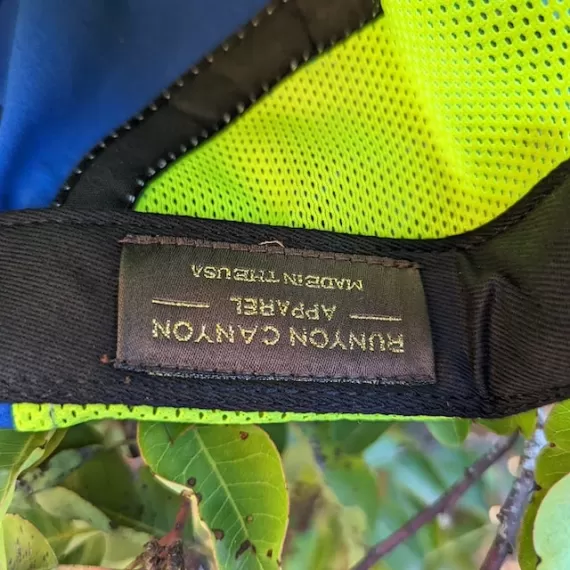 RUNYON CANYON
— APPAREL —
MADE IN THE USA